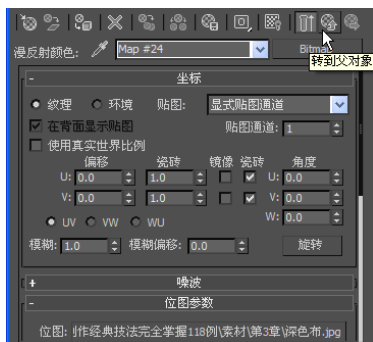 漫反射颜色: Map #24 Bitmap
转到父对象
- 坐标
纹理 环境 贴图: 显式贴图通道
在背面显示贴图 贴图通道: 1
使用真实世界比例
偏移 瓷砖 镜像 瓷砖 角度
U: 0.0 1.0 U: 0.0
V: 0.0 1.0 V: 0.0
W: 0.0
UV VW WU
模糊: 1.0 模糊偏移: 0.0 旋转
+ 噪波
- 位图参数
位图: 刂作经典技法完全掌握118例\素材\第3章\深色布.jpg